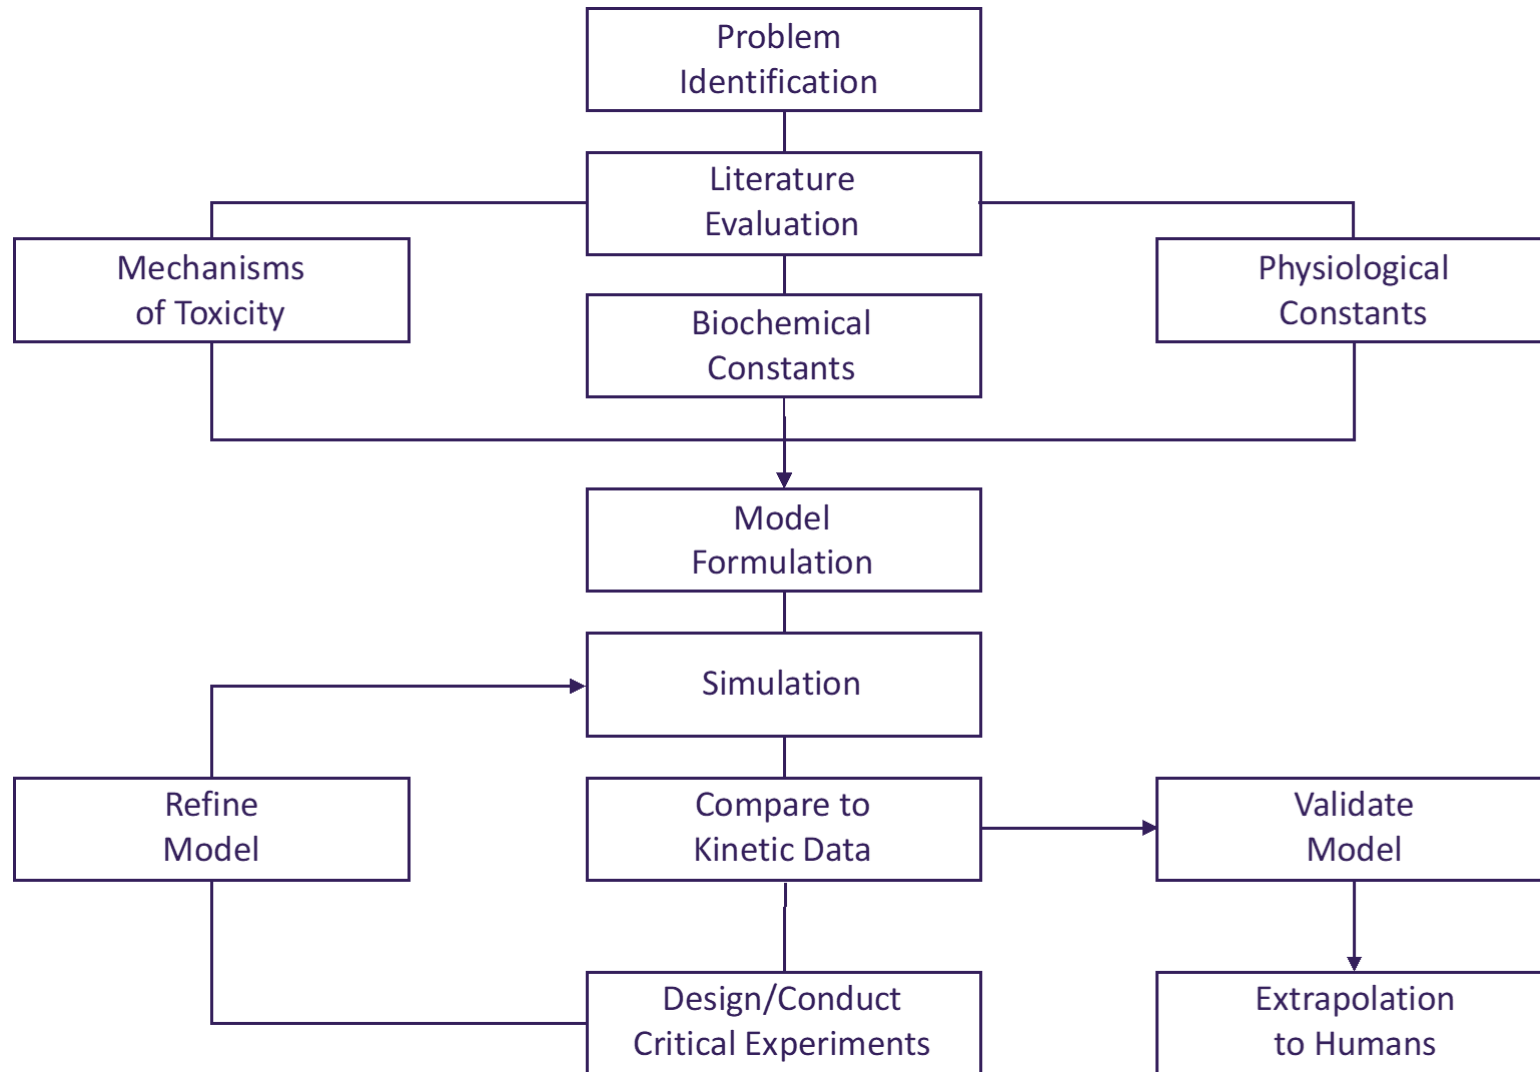 Problem
Identification
Literature
Evaluation
Mechanisms
of Toxicity
Biochemical
Constants
Physiological
Constants
Model
Formulation
Simulation
Refine
Model
Compare to
Kinetic Data
Validate
Model
Design/Conduct
Critical Experiments
Extrapolation
to Humans